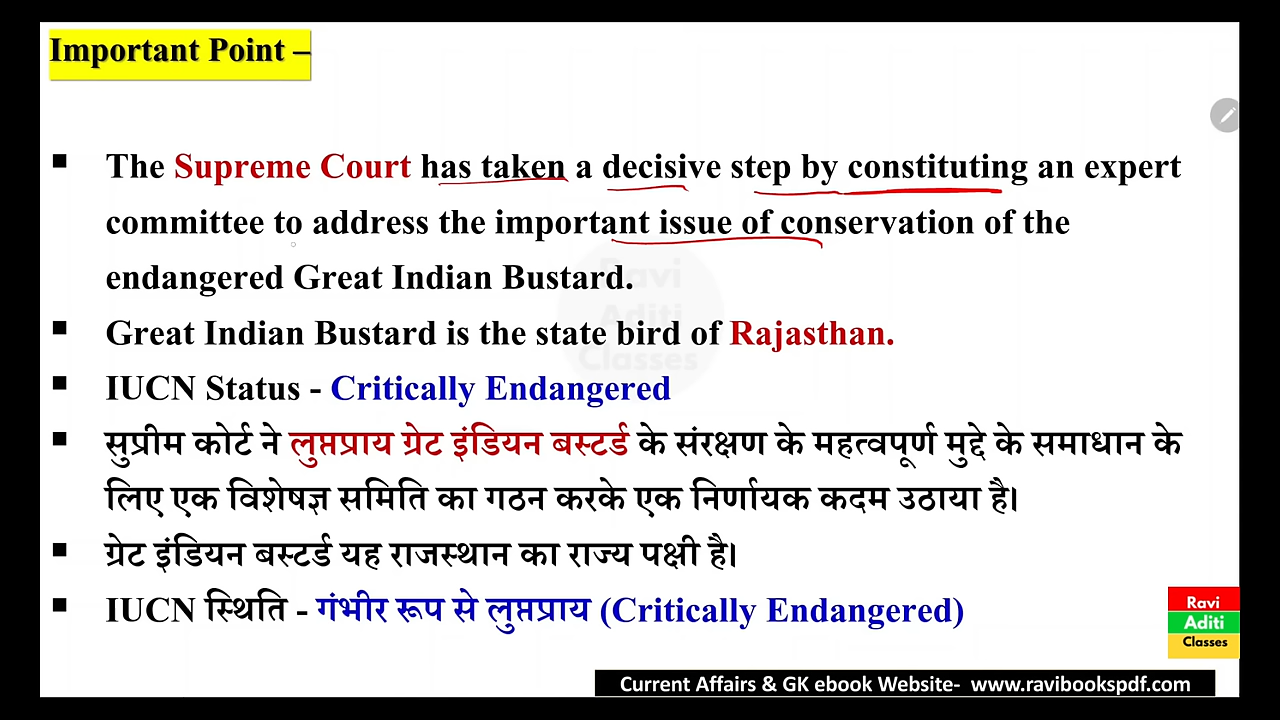 Important Point –
▪ The Supreme Court has taken a decisive step by constituting an expert
committee to address the important issue of conservation of the
endangered Great Indian Bustard.
▪ Great Indian Bustard is the state bird of Rajasthan.
▪ IUCN Status - Critically Endangered
▪ सुप्रीम कोर्ट ने लुप्तप्राय ग्रेट इंडियन बस्टर्ड के संरक्षण के महत्वपूर्ण मुद्दे के समाधान के
लिए एक विशेषज्ञ समिति का गठन करके एक निर्णायक कदम उठाया है।
▪ ग्रेट इंडियन बस्टर्ड यह राजस्थान का राज्य पक्षी है।
▪ IUCN स्थिति - गंभीर रूप से लुप्तप्राय (Critically Endangered)
Ravi
Aditi
Classes
Ravi
Aditi
Classes
Current Affairs & GK ebook Website- www.ravibookspdf.com